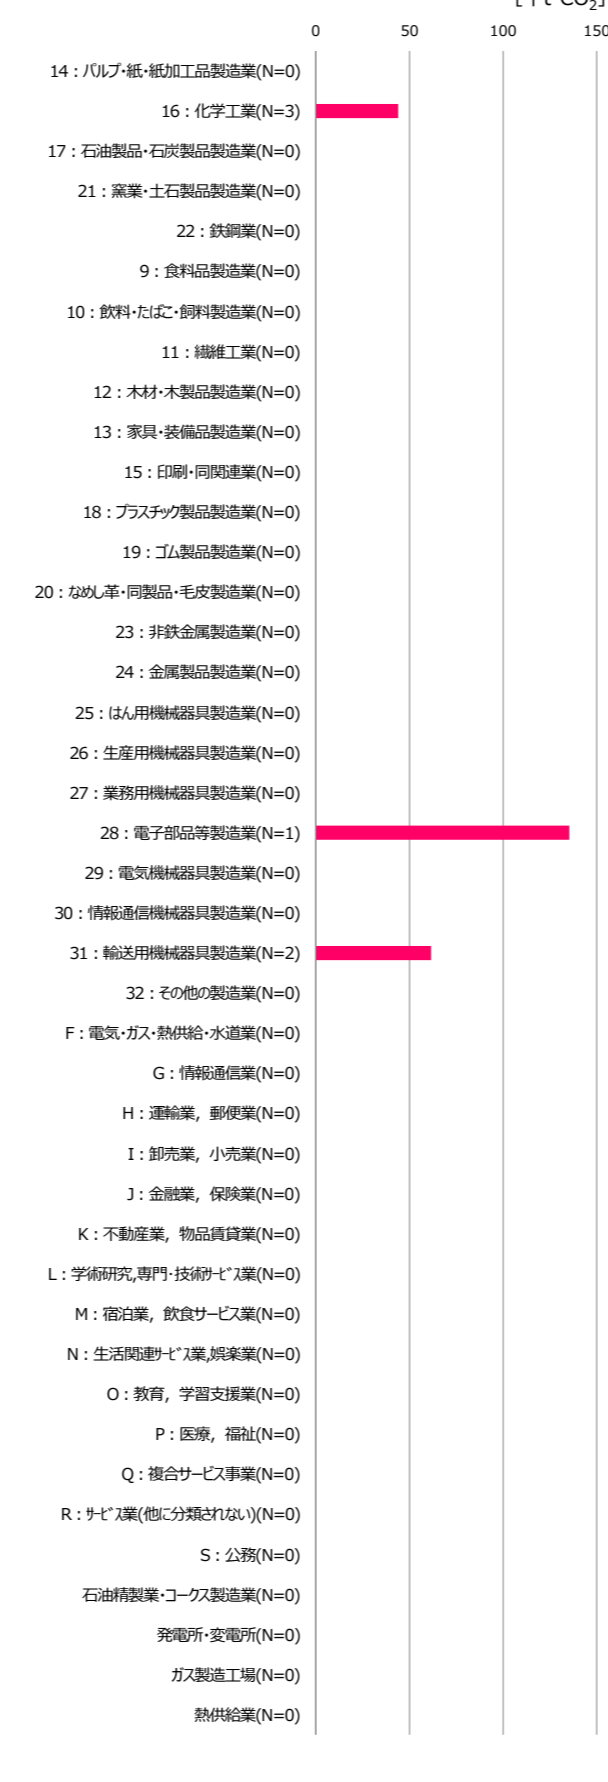 [千t-CO₂]
0 50 100 150
14：パルプ・紙・紙加工品製造業(N=0)
16：化学工業(N=3)
17：石油製品・石炭製品製造業(N=0)
21：窯業・土石製品製造業(N=0)
22：鉄鋼業(N=0)
9：食料品製造業(N=0)
10：飲料・たばこ・飼料製造業(N=0)
11：繊維工業(N=0)
12：木材・木製品製造業(N=0)
13：家具・装備品製造業(N=0)
15：印刷・同関連業(N=0)
18：プラスチック製品製造業(N=0)
19：ゴム製品製造業(N=0)
20：なめし革・同製品・毛皮製造業(N=0)
23：非鉄金属製造業(N=0)
24：金属製品製造業(N=0)
25：はん用機械器具製造業(N=0)
26：生産用機械器具製造業(N=0)
27：業務用機械器具製造業(N=0)
28：電子部品等製造業(N=1)
29：電気機械器具製造業(N=0)
30：情報通信機械器具製造業(N=0)
31：輸送用機械器具製造業(N=2)
32：その他の製造業(N=0)
F：電気・ガス・熱供給・水道業(N=0)
G：情報通信業(N=0)
H：運輸業，郵便業(N=0)
I：卸売業，小売業(N=0)
J：金融業，保険業(N=0)
K：不動産業，物品賃貸業(N=0)
L：学術研究,専門・技術ｻｰﾋﾞｽ業(N=0)
M：宿泊業，飲食サービス業(N=0)
N：生活関連ｻｰﾋﾞｽ業,娯楽業(N=0)
O：教育，学習支援業(N=0)
P：医療，福祉(N=0)
Q：複合サービス事業(N=0)
R：ｻｰﾋﾞｽ業(他に分類されない)(N=0)
S：公務(N=0)
石油精製業・コークス製造業(N=0)
発電所・変電所(N=0)
ガス製造工場(N=0)
熱供給業(N=0)